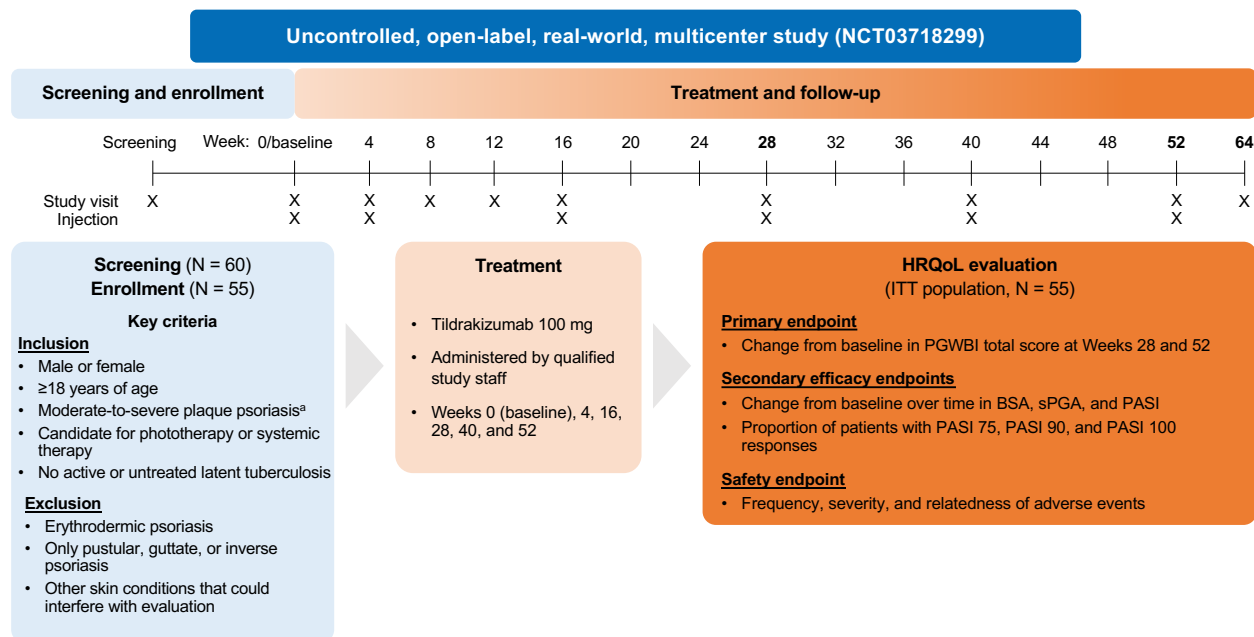 Uncontrolled, open-label, real-world, multicenter study (NCT03718299)
Screening and enrollment
Treatment and follow-up
Screening Week: 0/baseline 4 8 12 16 20 24 28 32 36 40 44 48 52 64
Study visit X X X X X X X X X X
Injection X X X X X X
Screening (N = 60)
Enrollment (N = 55)
Key criteria
Inclusion
• Male or female
• ≥18 years of age
• Moderate-to-severe plaque psoriasisª
• Candidate for phototherapy or systemic
therapy
• No active or untreated latent tuberculosis
Exclusion
• Erythrodermic psoriasis
• Only pustular, guttate, or inverse
psoriasis
• Other skin conditions that could
interfere with evaluation
Treatment
• Tildrakizumab 100 mg
• Administered by qualified
study staff
• Weeks 0 (baseline), 4, 16,
28, 40, and 52
HRQoL evaluation
(ITT population, N = 55)
Primary endpoint
• Change from baseline in PGWBI total score at Weeks 28 and 52
Secondary efficacy endpoints
• Change from baseline over time in BSA, sPGA, and PASI
• Proportion of patients with PASI 75, PASI 90, and PASI 100
responses
Safety endpoint
• Frequency, severity, and relatedness of adverse events